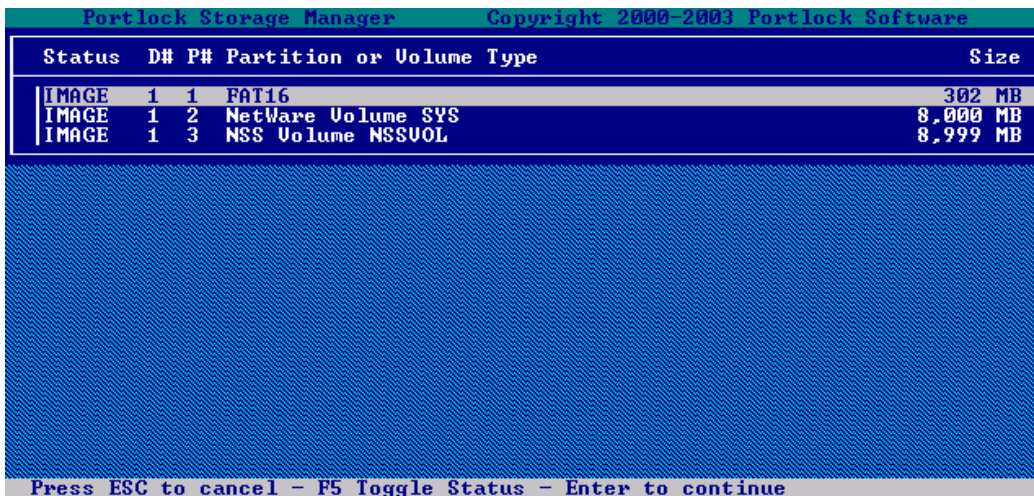 Portlock Storage Manager Copyright 2000-2003 Portlock Software
Status D# P# Partition or Volume Type Size
IMAGE 1 1 FAT16 302 MB
IMAGE 1 2 NetWare Volume SYS 8,000 MB
IMAGE 1 3 NSS Volume NSSVOL 8,999 MB
Press ESC to cancel - F5 Toggle Status - Enter to continue